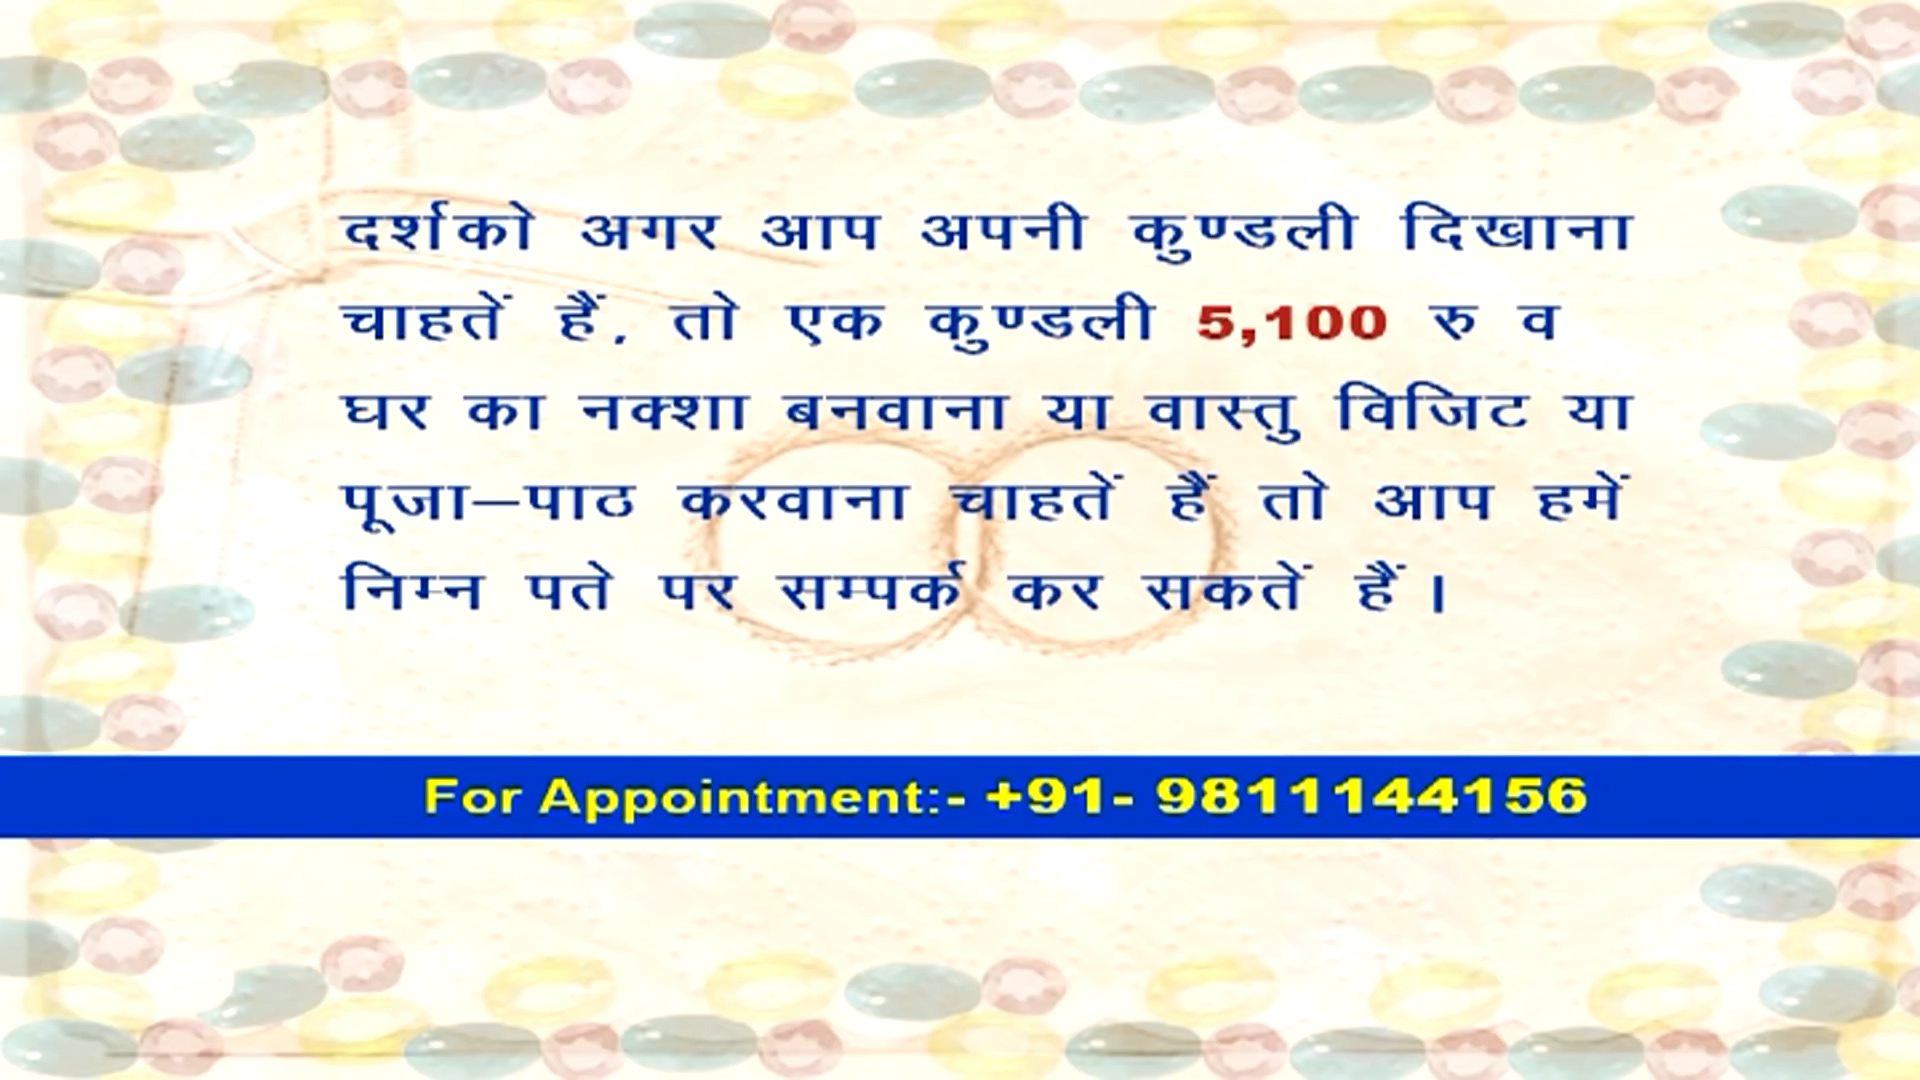 दर्शको अगर आप अपनी कुण्डली दिखाना
चाहतें हैं, तो एक कुण्डली 5,100 रु व
घर का नक्शा बनवाना या वास्तु विजिट या
पूजा–पाठ करवाना चाहतें हैं तो आप हमें
निम्न पते पर सम्पर्क कर सकतें हैं।
For Appointment:- +91- 9811144156